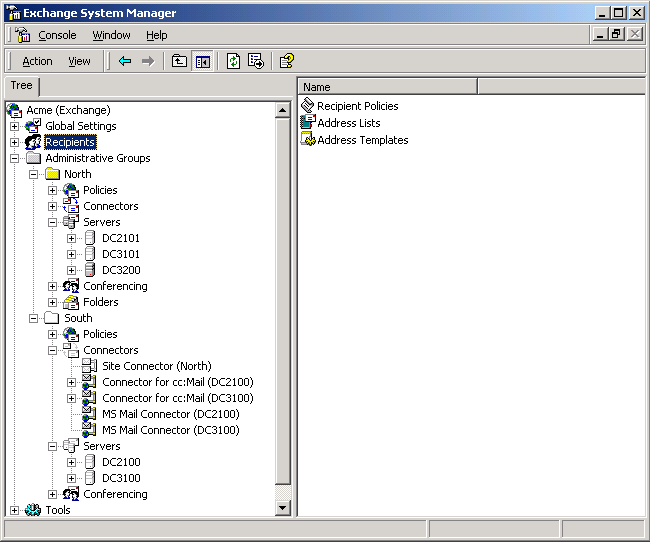 Exchange System Manager
Console Window Help
Action View
Tree
Acme (Exchange)
Global Settings
Recipients
Administrative Groups
North
Policies
Connectors
Servers
DC2101
DC3101
DC3200
Conferencing
Folders
South
Policies
Connectors
Site Connector (North)
Connector for cc:Mail (DC2100)
Connector for cc:Mail (DC3100)
MS Mail Connector (DC2100)
MS Mail Connector (DC3100)
Servers
DC2100
DC3100
Conferencing
Tools
Name
Recipient Policies
Address Lists
Address Templates